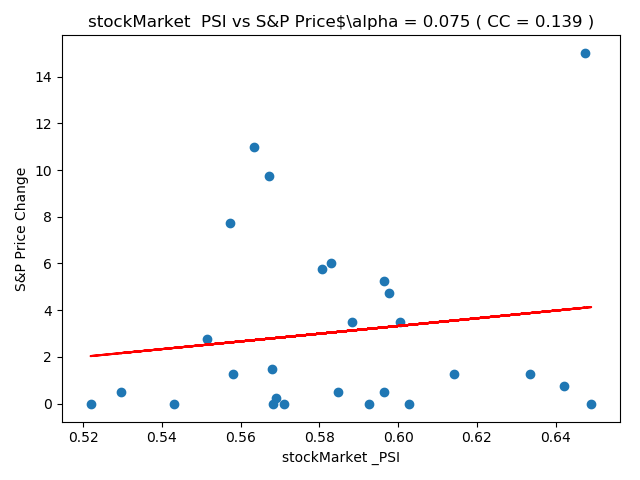 stockMarket  PSI vs S&P Price$\alpha = 0.075 ( CC = 0.139 )
S&P Price Change
14
12
10
8
6
4
2
0
0.52 0.54 0.56 0.58 0.60 0.62 0.64
stockMarket _PSI